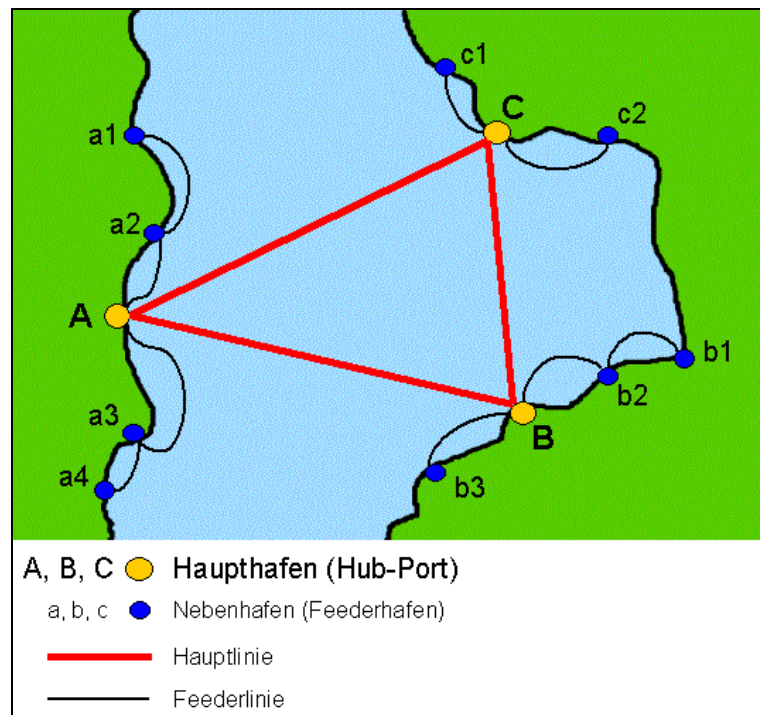 c1
C
c2
a1
a2
A
b1
b2
a3
B
a4
b3
A, B, C Haupthafen (Hub-Port)
a, b, c Nebenhafen (Feederhafen)
Hauptlinie
Feederlinie